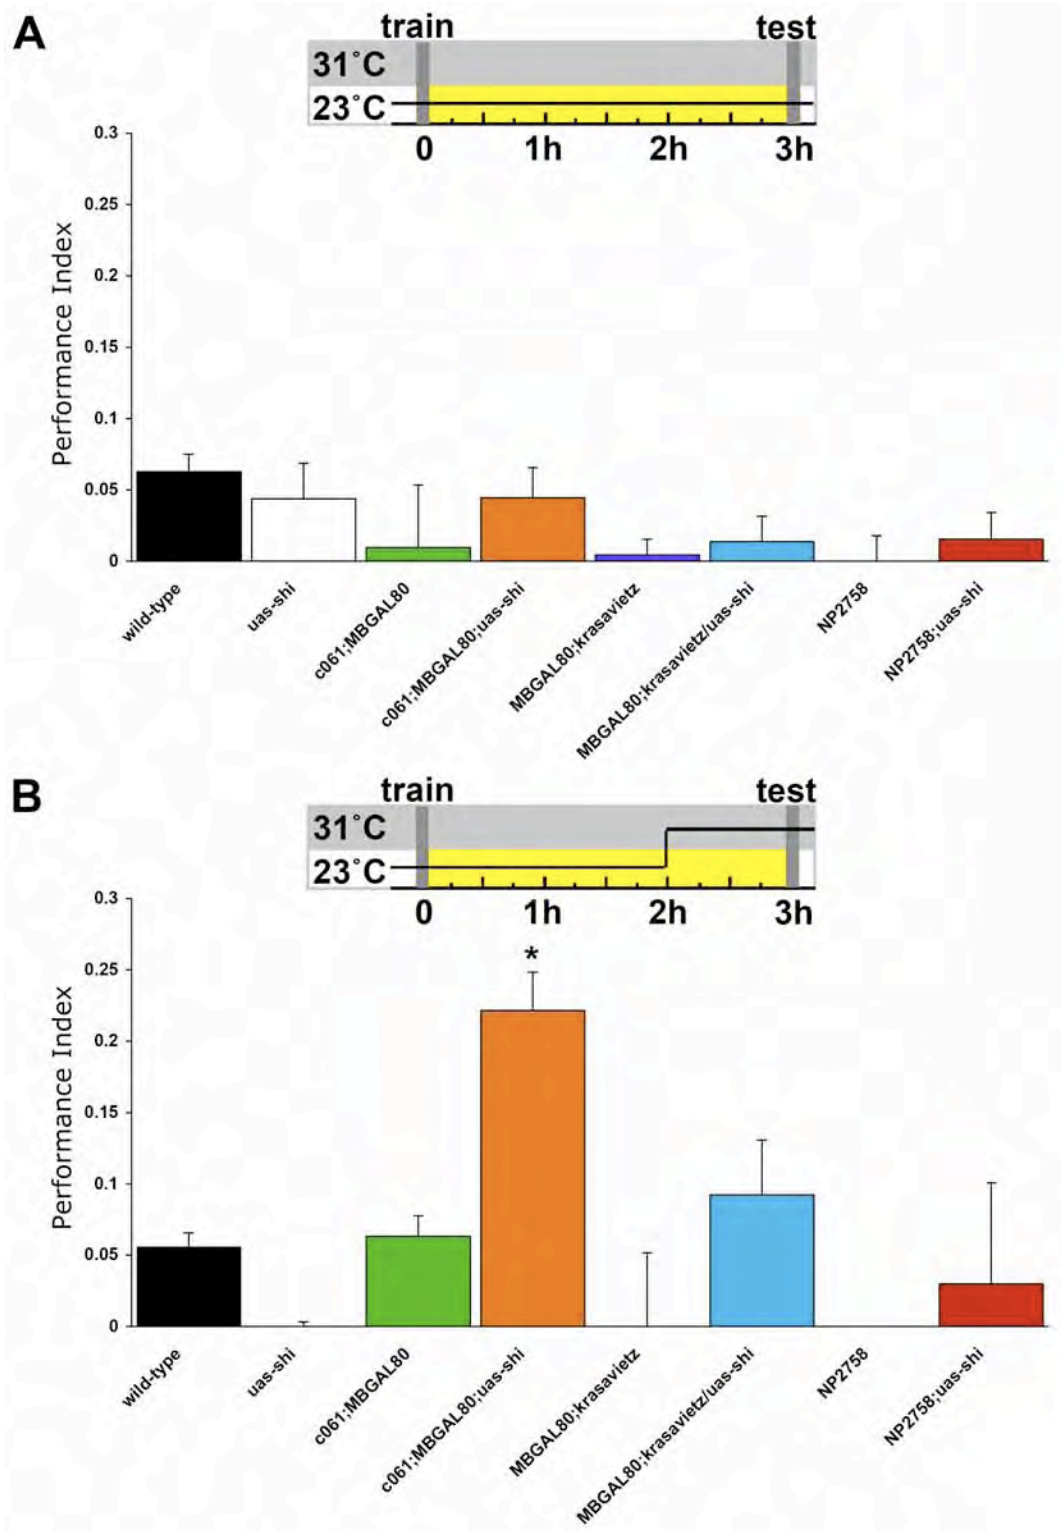 A
train test
31°C
23°C
0 1h 2h 3h
0.3
0.25
0.2
0.15
0.1
0.05
0
Performance Index
wild-type
uas-shi
c061;MBGAL80
c061;MBGAL80;uas-shi
MBGAL80;krasavietz
MBGAL80;krasavietz/uas-shi
NP2758
NP2758;uas-shi
B
train test
31°C
23°C
0 1h 2h 3h
0.3
0.25
0.2
0.15
0.1
0.05
0
Performance Index
*
wild-type
uas-shi
c061;MBGAL80
c061;MBGAL80;uas-shi
MBGAL80;krasavietz
MBGAL80;krasavietz/uas-shi
NP2758
NP2758;uas-shi